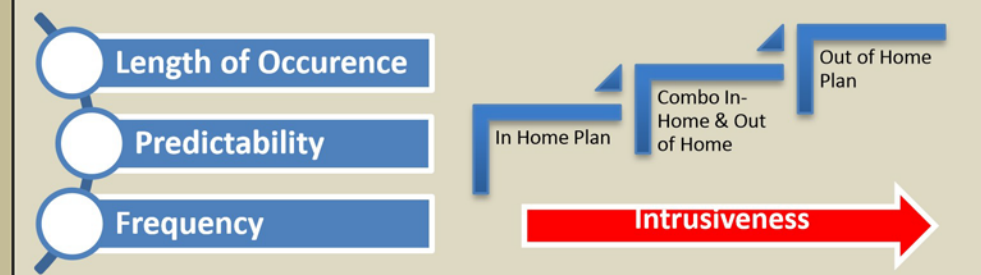 Length of Occurence
Predictability
Frequency
In Home Plan
Combo In-
Home & Out
of Home
Out of Home
Plan
Intrusiveness